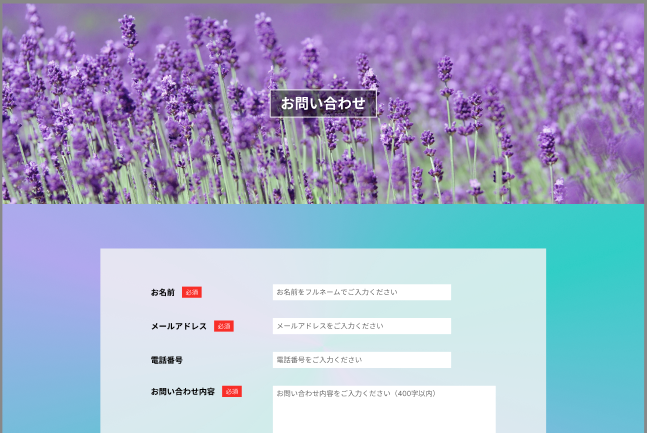 お問い合わせ
お名前 必須 お名前をフルネームでご入力ください
メールアドレス 必須 メールアドレスをご入力ください
電話番号 電話番号をご入力ください
お問い合わせ内容 必須 お問い合わせ内容をご入力ください（400字以内）